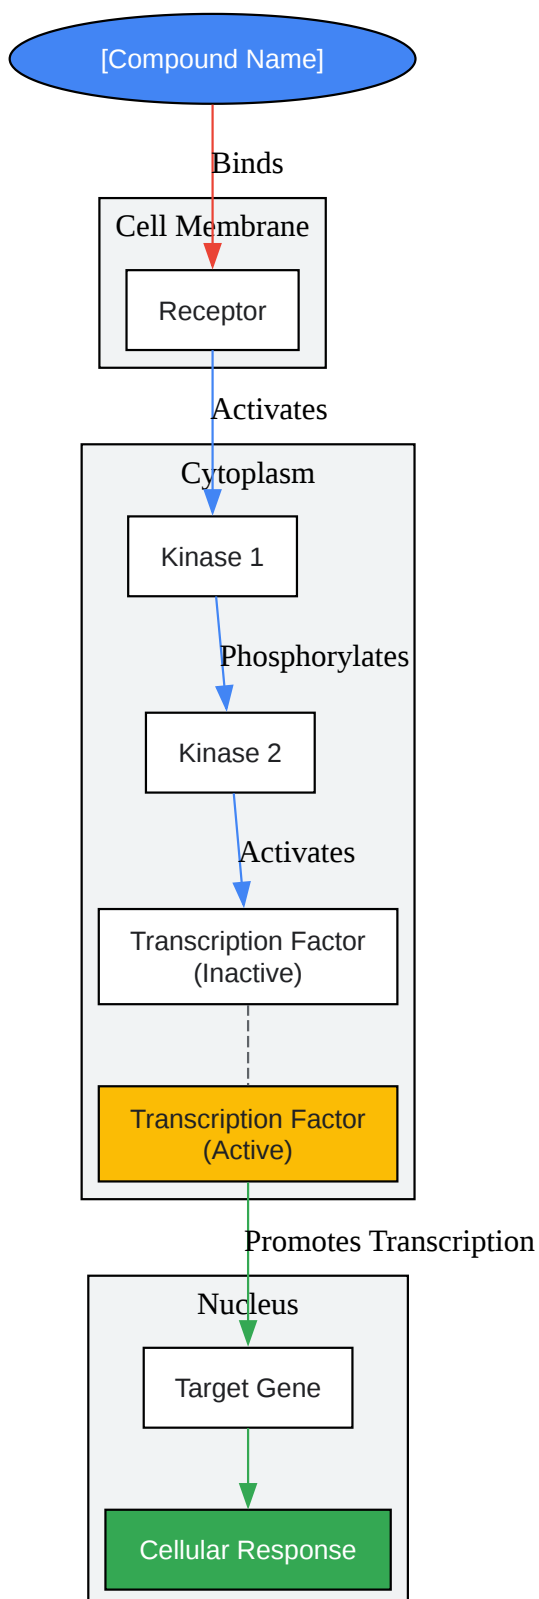 [Compound Name]
Binds
Cell Membrane
Receptor
Activates
Cytoplasm
Kinase 1
Phosphorylates
Kinase 2
Activates
Transcription Factor
(Inactive)
Transcription Factor
(Active)
Promotes Transcription
Nucleus
Target Gene
Cellular Response